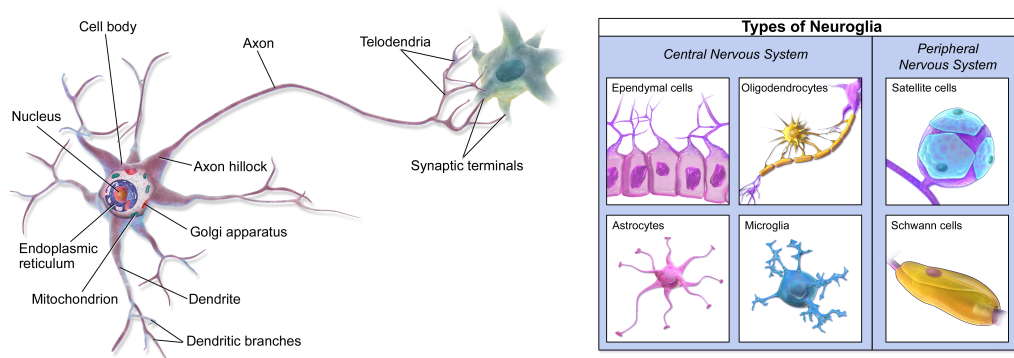 Cell body
Axon
Telodendria
Nucleus
Axon hillock
Synaptic terminals
Golgi apparatus
Endoplasmic
reticulum
Mitochondrion
Dendrite
Dendritic branches
Types of Neuroglia
Central Nervous System
Peripheral
Nervous System
Ependymal cells
Oligodendrocytes
Satellite cells
Astrocytes
Microglia
Schwann cells